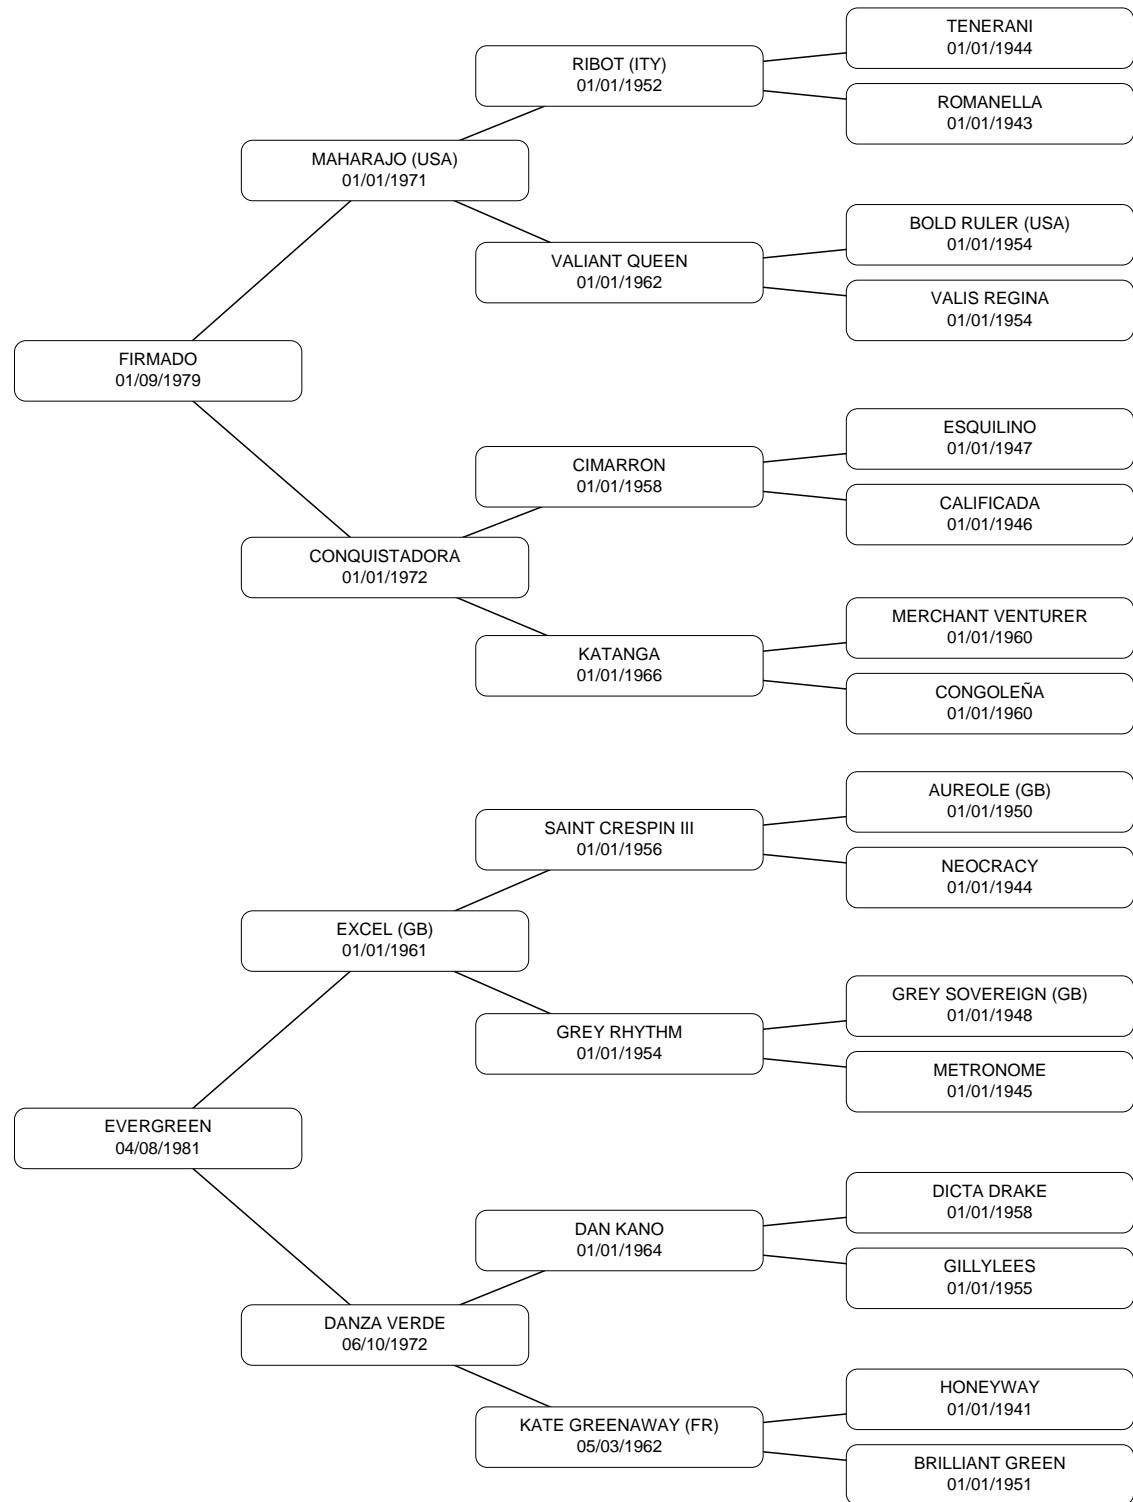 TENERANI
01/01/1944
RIBOT (ITY)
01/01/1952
ROMANELLA
01/01/1943
MAHARAJO (USA)
01/01/1971
BOLD RULER (USA)
01/01/1954
VALIANT QUEEN
01/01/1962
VALIS REGINA
01/01/1954
FIRMADO
01/09/1979
ESQUILINO
01/01/1947
CIMARRON
01/01/1958
CALIFICADA
01/01/1946
CONQUISTADORA
01/01/1972
MERCHANT VENTURER
01/01/1960
KATANGA
01/01/1966
CONGOLEÑA
01/01/1960
AUREOLE (GB)
01/01/1950
SAINT CRESPIN III
01/01/1956
NEOCRACY
01/01/1944
EXCEL (GB)
01/01/1961
GREY SOVEREIGN (GB)
01/01/1948
GREY RHYTHM
01/01/1954
METRONOME
01/01/1945
EVERGREEN
04/08/1981
DICTA DRAKE
01/01/1958
DAN KANO
01/01/1964
GILLYLEES
01/01/1955
DANZA VERDE
06/10/1972
HONEYWAY
01/01/1941
KATE GREENAWAY (FR)
05/03/1962
BRILLIANT GREEN
01/01/1951